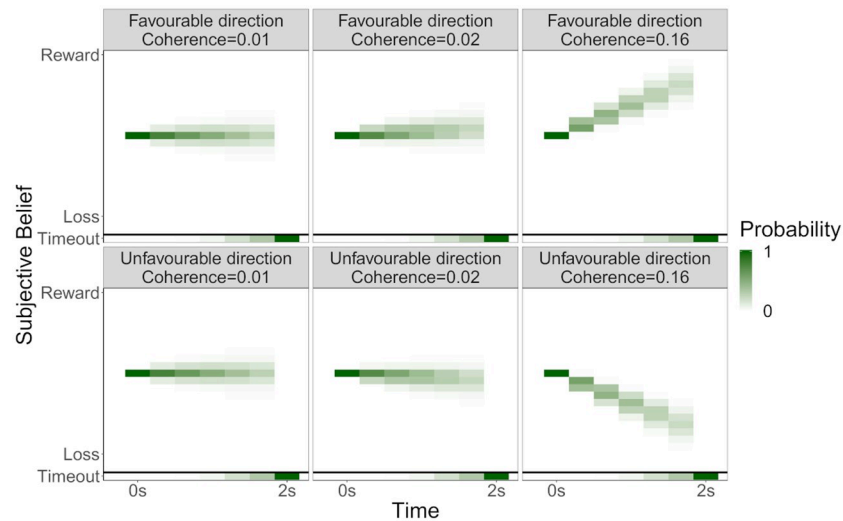 Favourable direction
Coherence=0.01
Favourable direction
Coherence=0.02
Favourable direction
Coherence=0.16
Reward
Loss
Timeout
Unfavourable direction
Coherence=0.01
Unfavourable direction
Coherence=0.02
Unfavourable direction
Coherence=0.16
Reward
Loss
Timeout
Subjective Belief
0s
2s
0s
2s
0s
2s
Time
Probability
1
0